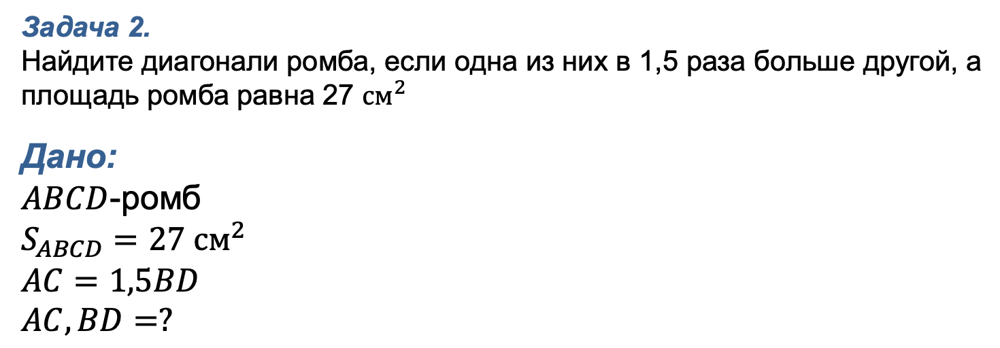 Задача 2.
Найдите диагонали ромба, если одна из них в 1,5 раза больше другой, а
площадь ромба равна 27 см²
Дано:
ABCD-ромб
S_ABCD = 27 см²
AC = 1,5BD
AC, BD =?